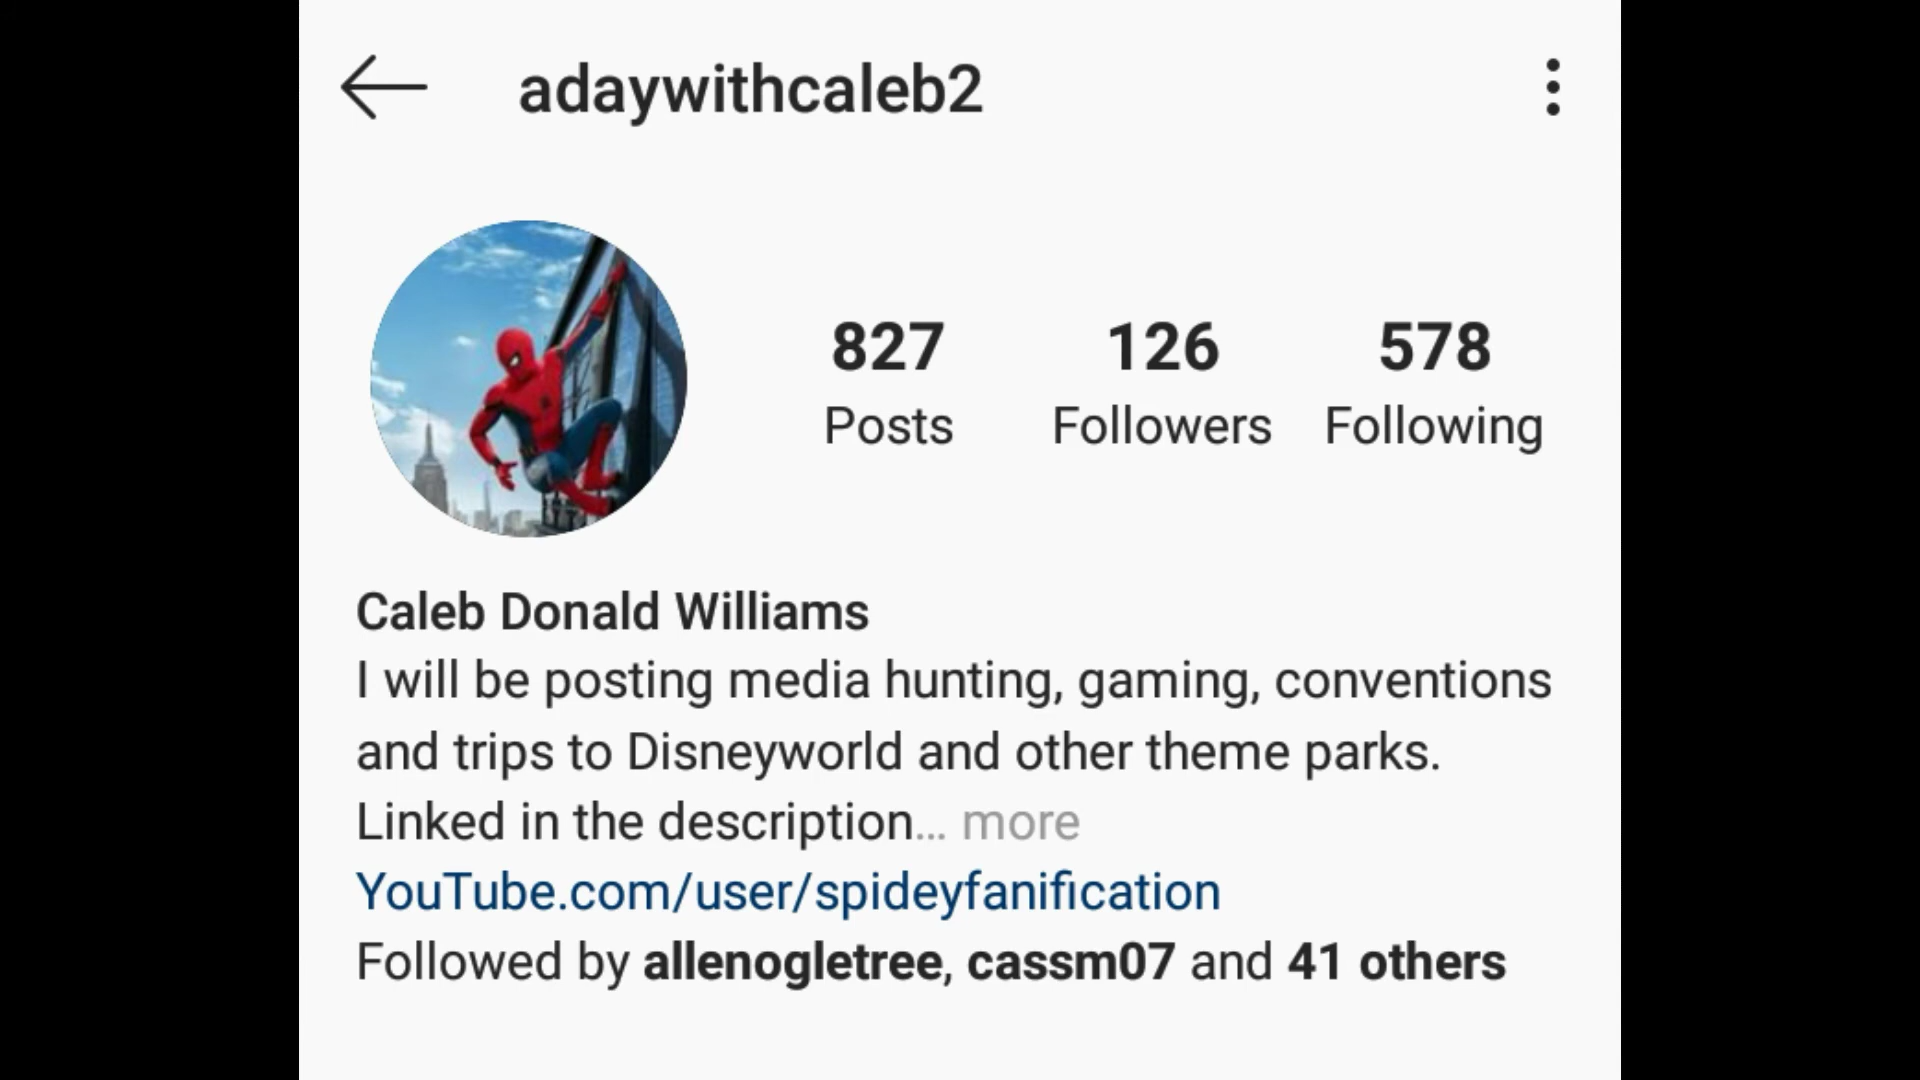 adaywithcaleb2
827 126 578
Posts Followers Following
Caleb Donald Williams
I will be posting media hunting, gaming, conventions
and trips to Disneyworld and other theme parks.
Linked in the description... more
YouTube.com/user/spideyfanification
Followed by allenogletree, cassm07 and 41 others